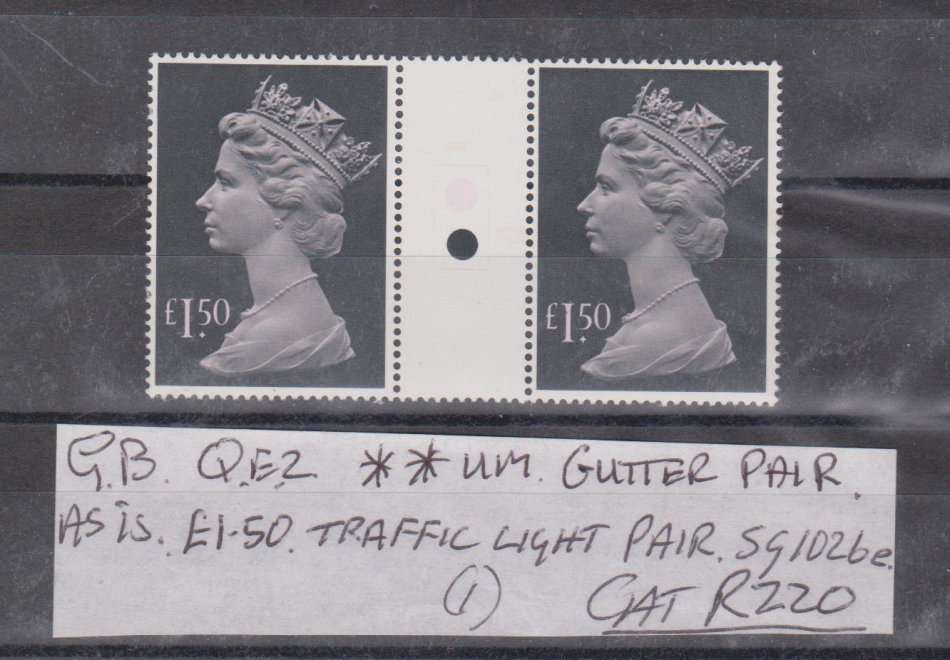 £1.50 £1.50
G.B. Q.E.2 ** UM. GUTTER PAIR.
AS IS. £1-50. TRAFFIC LIGHT PAIR. SG1026e.
(1) CAT R220